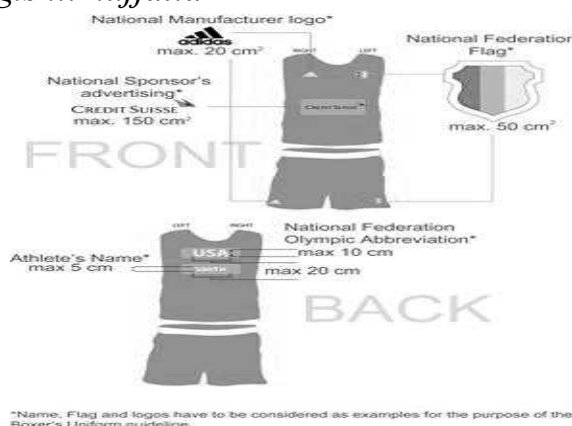 National Manufacturer logo*
adidas
max. 20 cm²
RIGHT LEFT
National Federation
Flag*
max. 50 cm²
National Sponsor's
advertising*
CREDIT SUISSE
max. 150 cm²
CREDIT SUISSE
FRONT
LEFT RIGHT
National Federation
Olympic Abbreviation*
max 10 cm
USA
Athlete's Name*
max 5 cm
SMITH
max 20 cm
BACK
*Name, Flag and logos have to be considered as examples for the purpose of the
Boxer's Uniform guideline